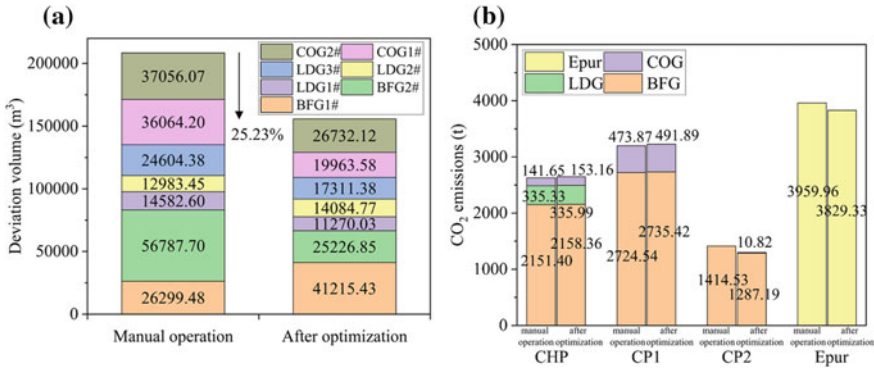 (a)
Deviation volume (m³)
200000
150000
100000
50000
0
COG2# COG1#
LDG3# LDG2#
LDG1# BFG2#
BFG1#
25.23%
37056.07
36064.20
24604.38
12983.45
14582.60
56787.70
26299.48
26732.12
19963.58
17311.38
14084.77
11270.03
25226.85
41215.43
Manual operation After optimization
(b)
CO₂ emissions (t)
5000
4000
3000
2000
1000
0
Epur COG
LDG BFG
141.65 153.16
335.33
335.99
2158.36
2151.40
473.87 491.89
2735.42
2724.54
10.82
1414.53
1287.19
3959.96
3829.33
manual after manual after manual after manual after
operation optimization operation optimization operation optimization operation optimization
CHP CP1 CP2 Epur